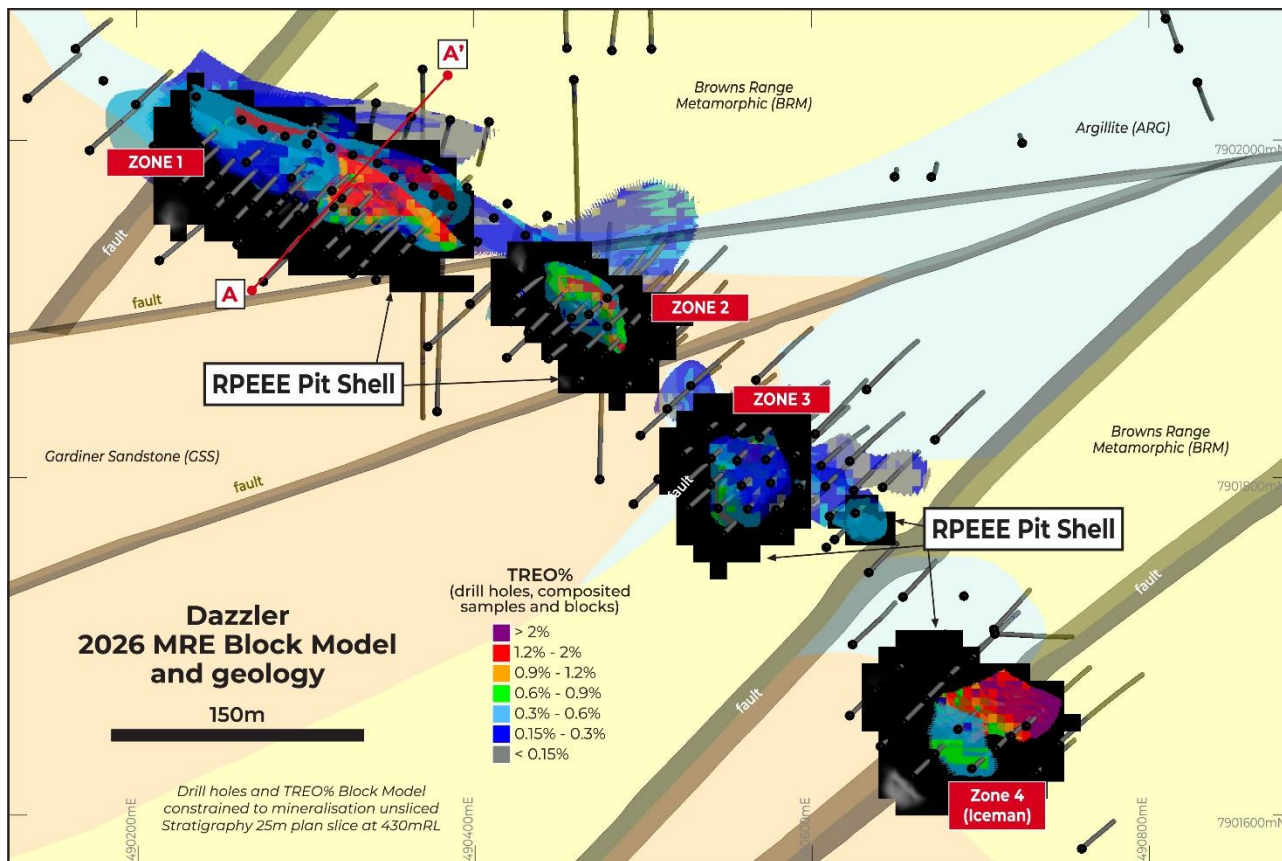 A'
Browns Range
Metamorphic (BRM)
Argillite (ARG)
7902000mN
ZONE 1
fault
fault
A
ZONE 2
RPEEE Pit Shell
ZONE 3
Gardiner Sandstone (GSS)
fault
fault
Browns Range
Metamorphic (BRM)
7901800mN
RPEEE Pit Shell
TREO%
(drill holes, composited
samples and blocks)
> 2%
1.2% - 2%
0.9% - 1.2%
0.6% - 0.9%
0.3% - 0.6%
0.15% - 0.3%
< 0.15%
Dazzler
2026 MRE Block Model
and geology
150m
fault
fault
Drill holes and TREO% Block Model
constrained to mineralisation unsliced
Stratigraphy 25m plan slice at 430mRL
Zone 4
(Iceman)
7901600mN
490200mE
490400mE
490600mE
490800mE